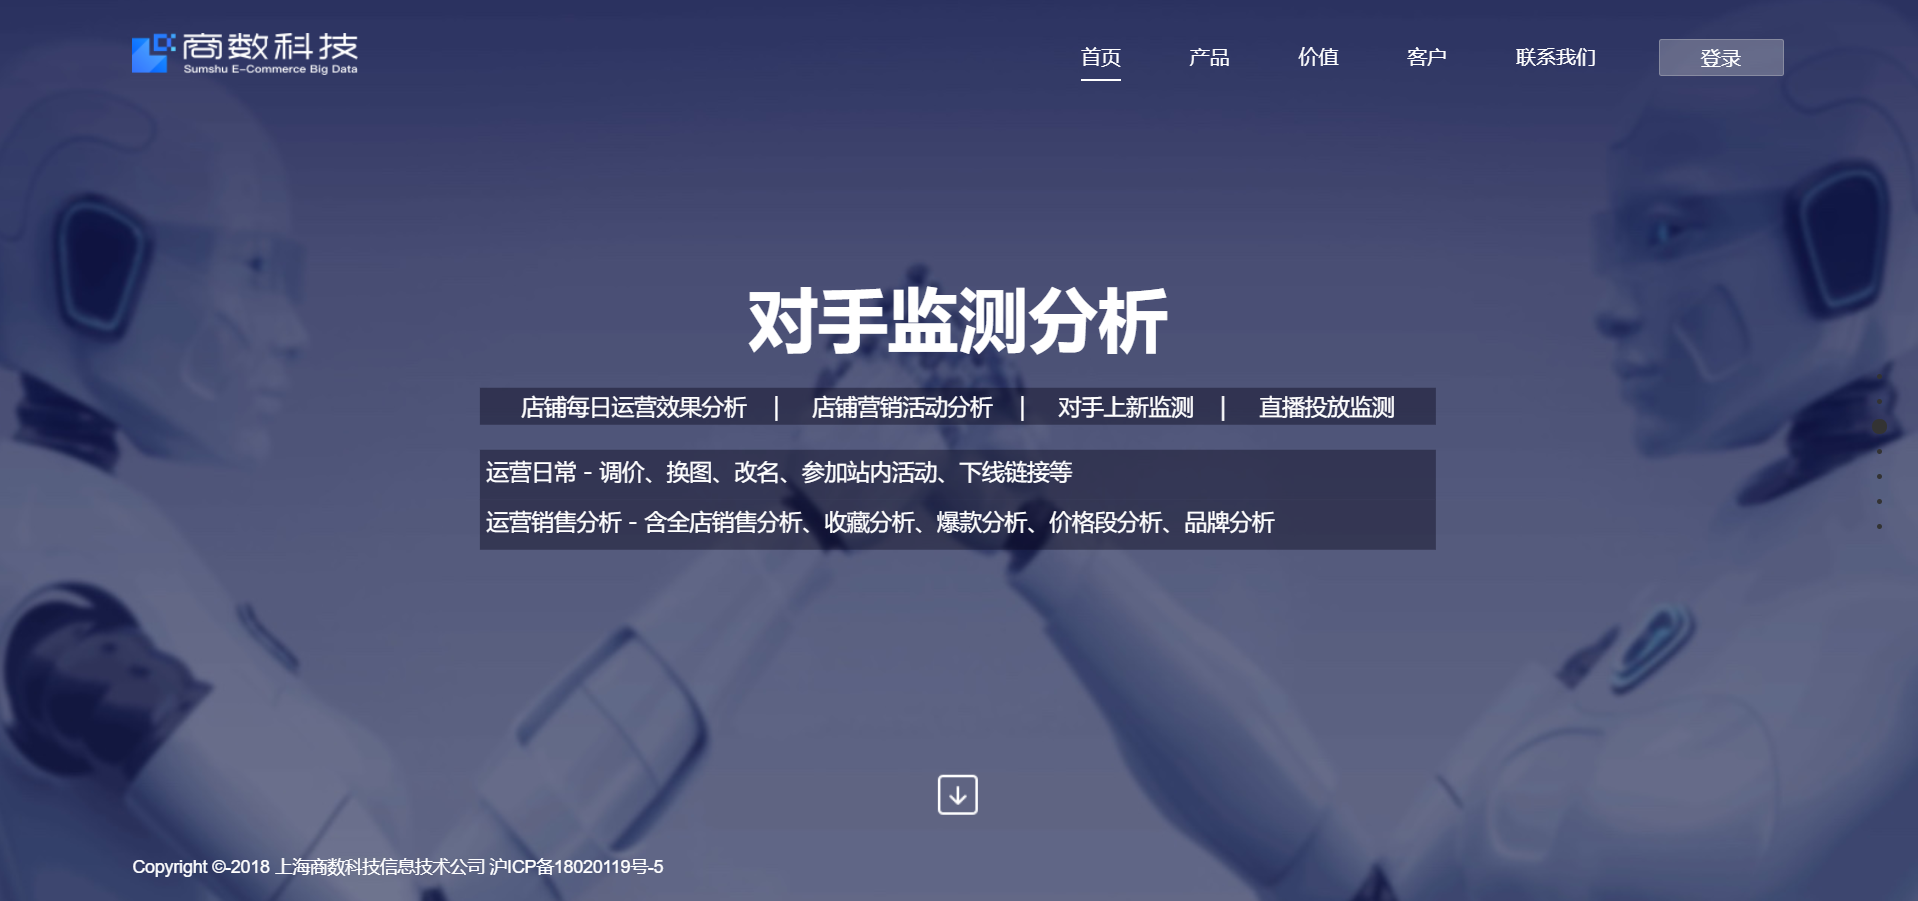 商数科技
Sumshu E-Commerce Big Data
首页 产品 价值 客户 联系我们 登录
对手监测分析
店铺每日运营效果分析 | 店铺营销活动分析 | 对手上新监测 | 直播投放监测
运营日常 - 调价、换图、改名、参加站内活动、下线链接等
运营销售分析 - 含全店销售分析、收藏分析、爆款分析、价格段分析、品牌分析
Copyright ©-2018 上海商数科技信息技术公司 沪ICP备18020119号-5